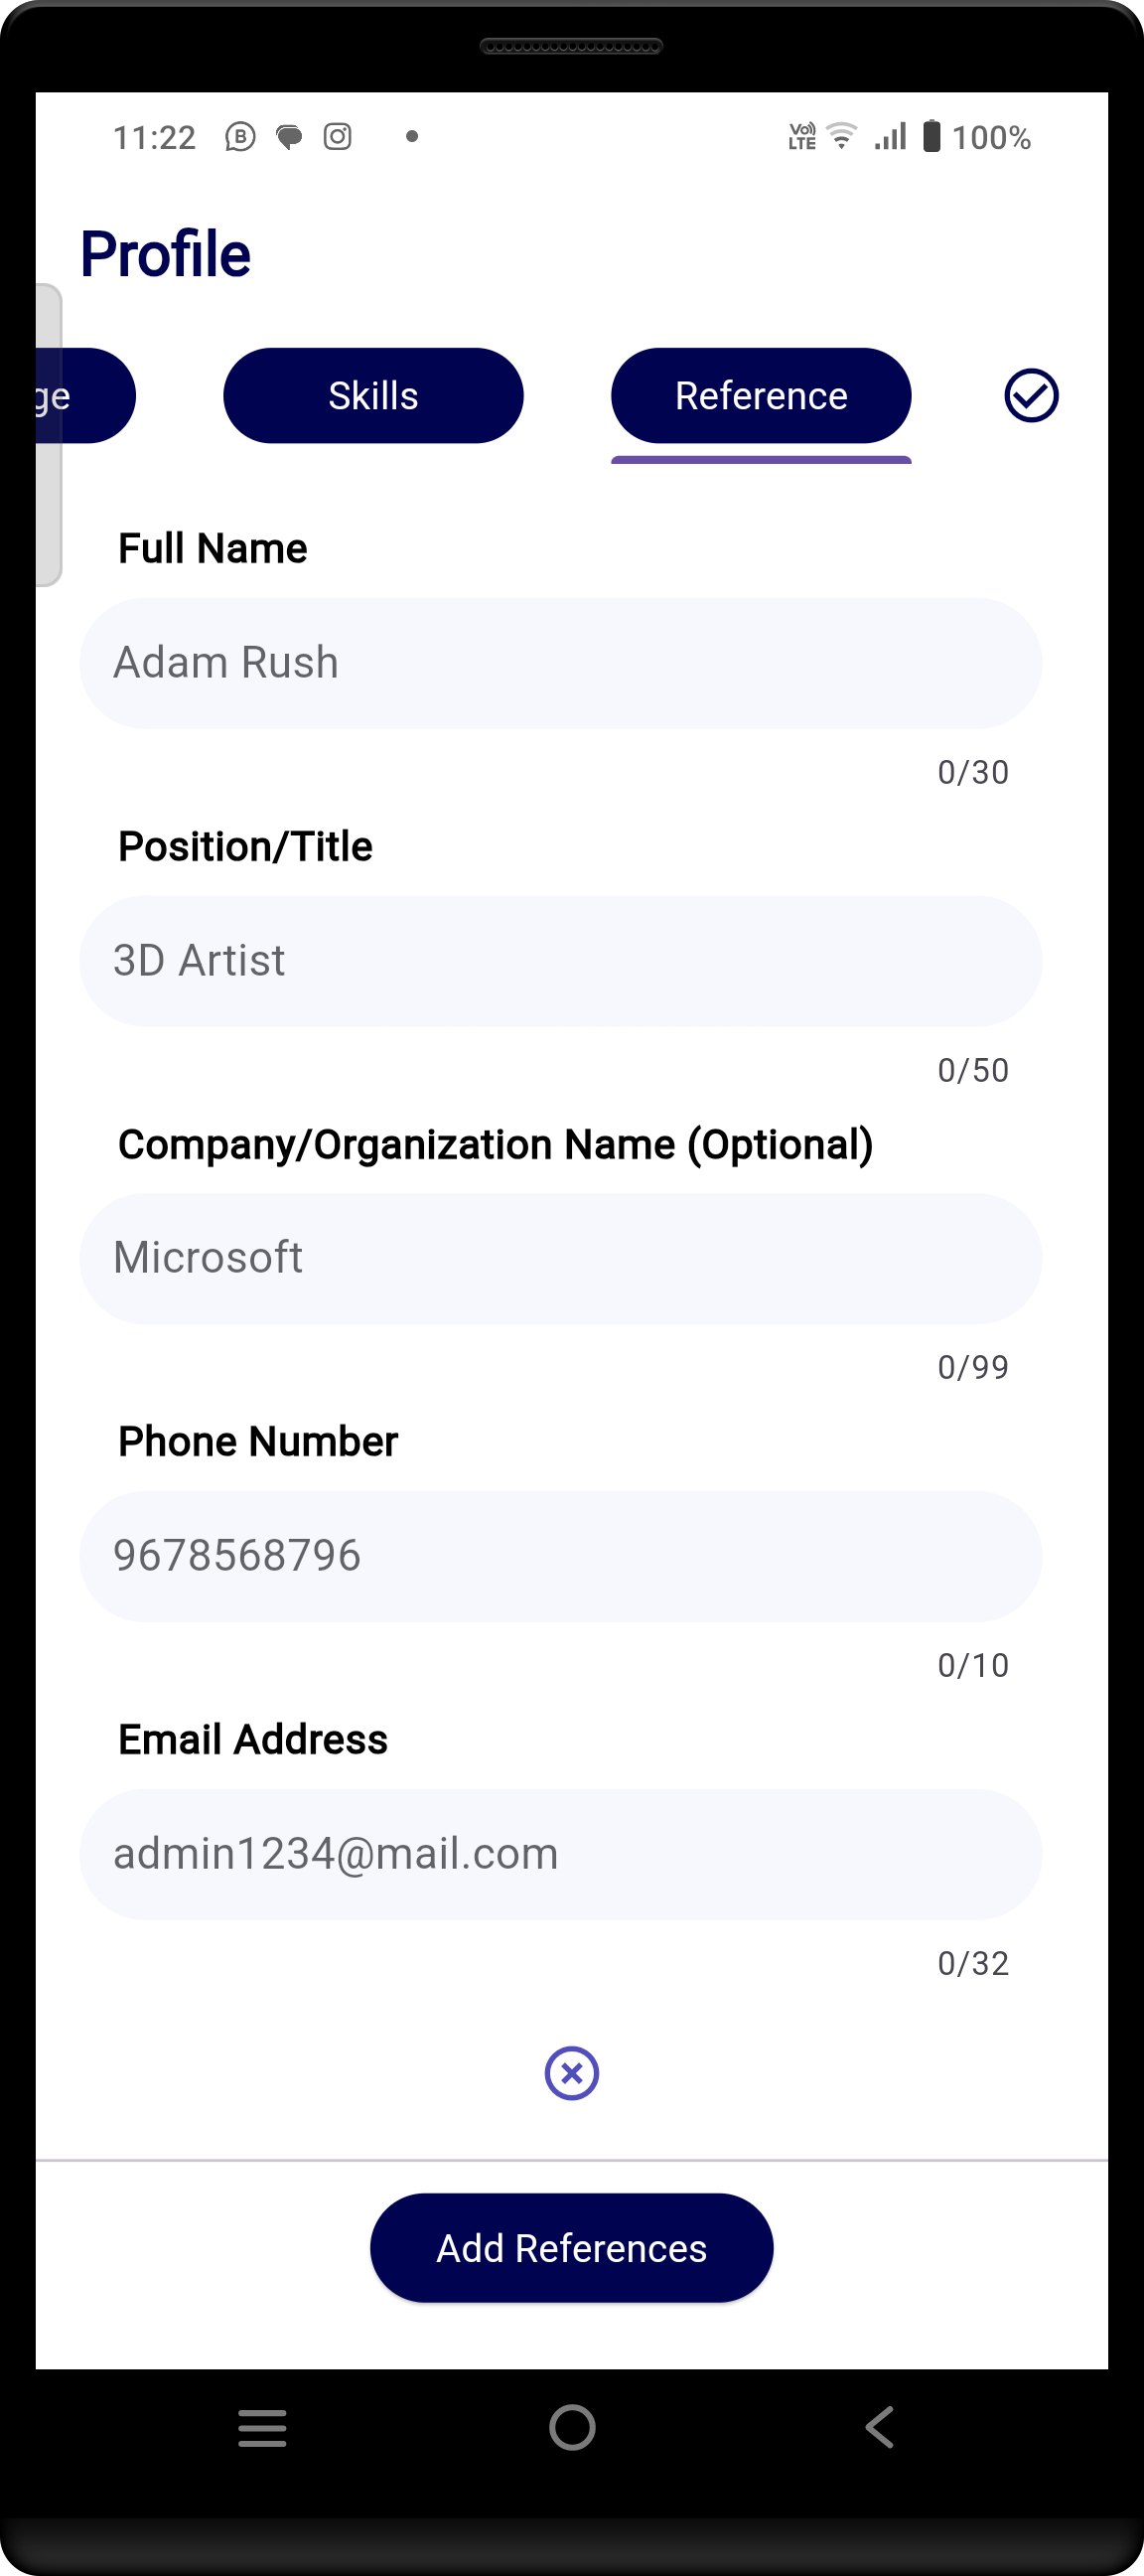 11:22
VoLTE 100%
Profile
ge Skills Reference
Full Name
Adam Rush
0/30
Position/Title
3D Artist
0/50
Company/Organization Name (Optional)
Microsoft
0/99
Phone Number
9678568796
0/10
Email Address
admin1234@mail.com
0/32
Add References